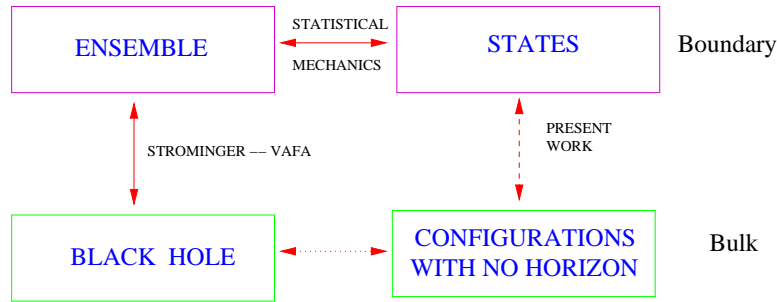 STATISTICAL
ENSEMBLE
STATES
Boundary
MECHANICS
PRESENT
WORK
STROMINGER –– VAFA
CONFIGURATIONS
WITH NO HORIZON
BLACK HOLE
Bulk